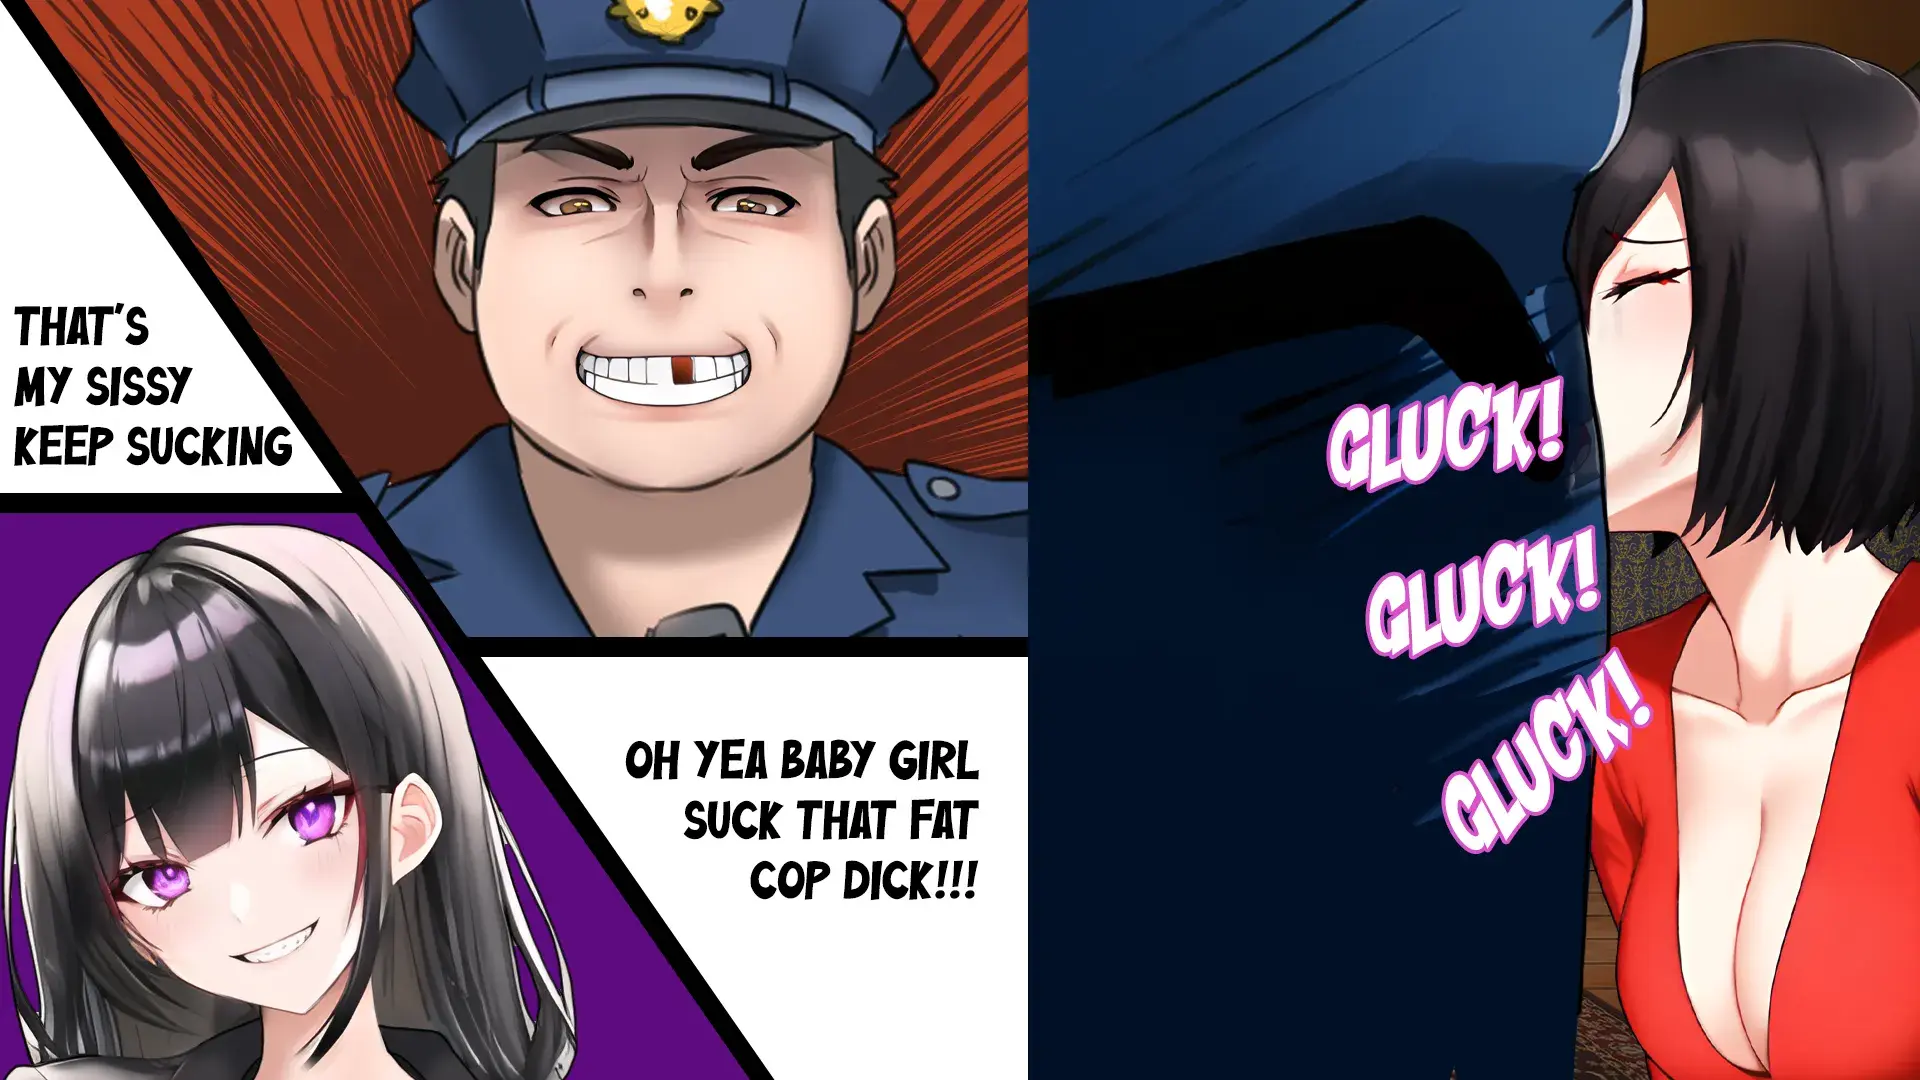 THAT'S
MY SISSY
KEEP SUCKING
OH YEA BABY GIRL
SUCK THAT FAT
COP DICK!!!
GLUCK!
GLUCK!
GLUCK!